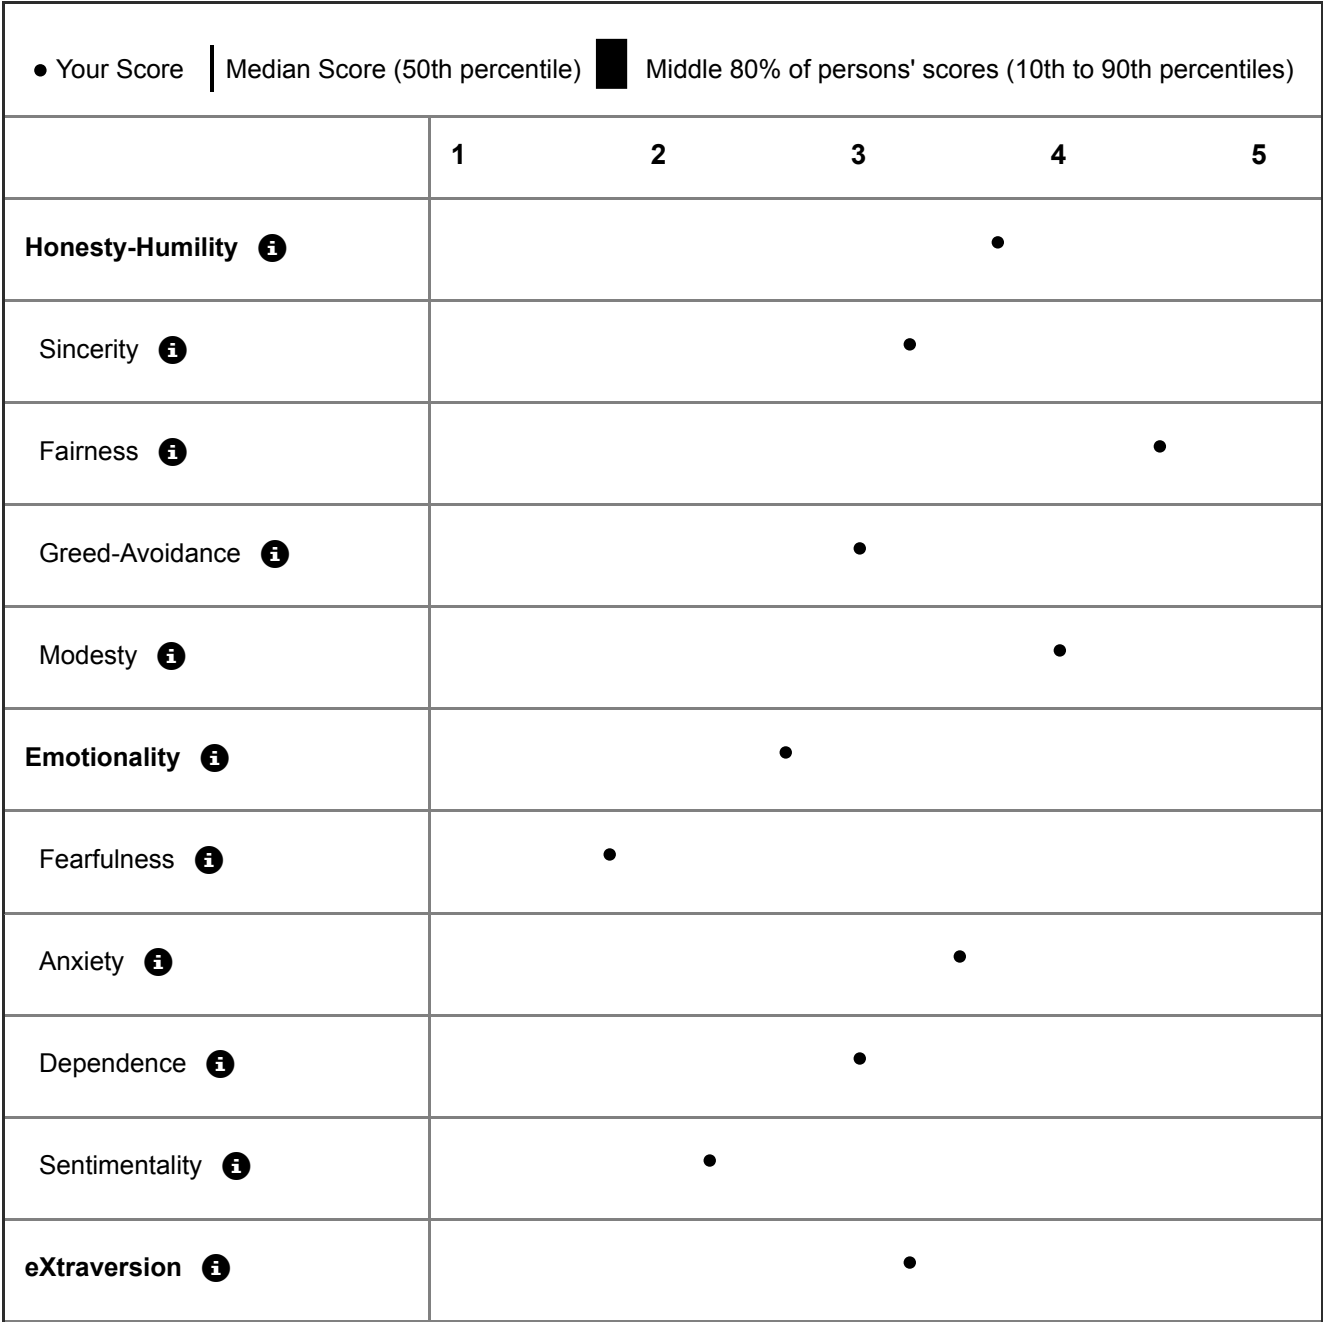 Your Score Median Score (50th percentile) Middle 80% of persons' scores (10th to 90th percentiles)
1 2 3 4 5
Honesty-Humility
Sincerity
Fairness
Greed-Avoidance
Modesty
Emotionality
Fearfulness
Anxiety
Dependence
Sentimentality
eXtraversion